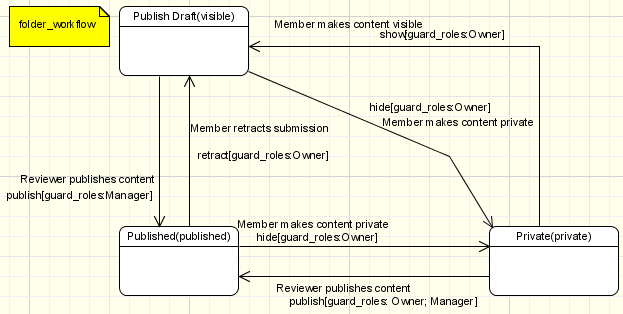 folder_workflow
Publish Draft(visible)
Member makes content visible
show[guard_roles:Owner]
hide[guard_roles:Owner]
Member makes content private
Member retracts submission
retract[guard_roles:Owner]
Reviewer publishes content
publish[guard_roles:Manager]
Published(published)
Member makes content private
hide[guard_roles:Owner]
Private(private)
Reviewer publishes content
publish[guard_roles: Owner; Manager]